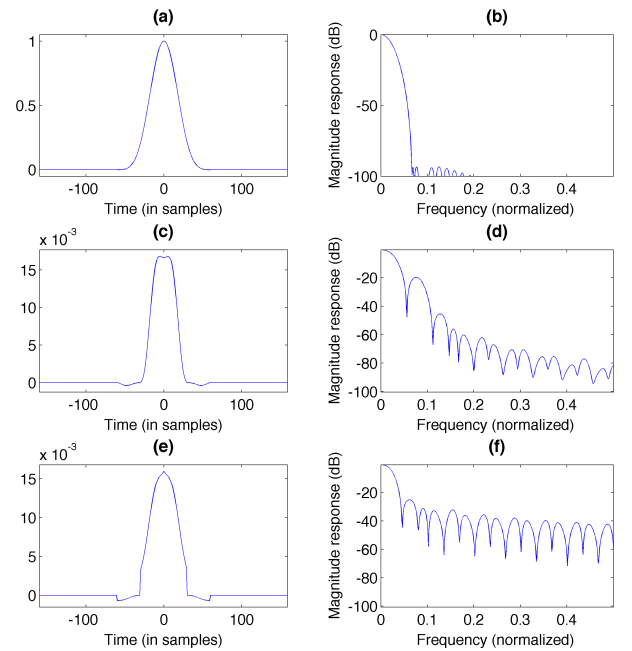 (a)
1
0.5
0
-100 0 100
Time (in samples)
(b)
Magnitude response (dB)
0
-50
-100
0 0.1 0.2 0.3 0.4
Frequency (normalized)
(c)
x 10^-3
15
10
5
0
-100 0 100
Time (in samples)
(d)
Magnitude response (dB)
-20
-40
-60
-80
-100
0 0.1 0.2 0.3 0.4
Frequency (normalized)
(e)
x 10^-3
15
10
5
0
-100 0 100
Time (in samples)
(f)
Magnitude response (dB)
-20
-40
-60
-80
-100
0 0.1 0.2 0.3 0.4
Frequency (normalized)